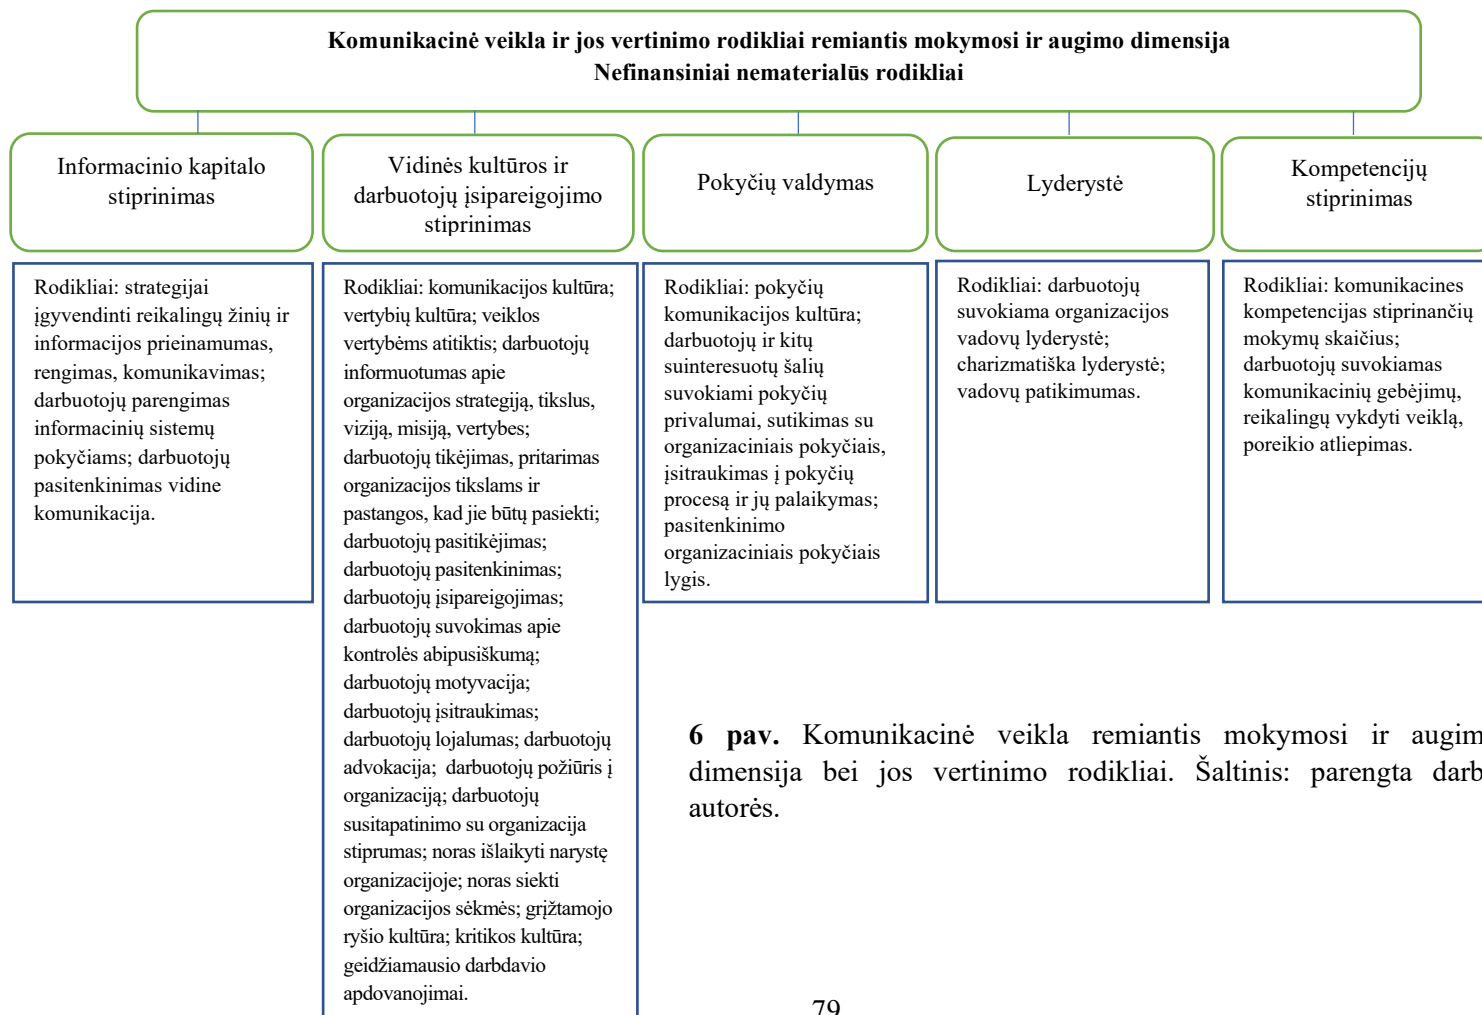 Komunikacinė veikla ir jos vertinimo rodikliai remiantis mokymosi ir augimo dimensija
Nefinansiniai nematerialūs rodikliai
Informacinio kapitalo
stiprinimas
Vidinės kultūros ir
darbuotojų įsipareigojimo
stiprinimas
Pokyčių valdymas
Lyderystė
Kompetencijų
stiprinimas
Rodikliai: strategijai
įgyvendinti reikalingų žinių ir
informacijos prieinamumas,
rengimas, komunikavimas;
darbuotojų parengimas
informacinių sistemų
pokyčiams; darbuotojų
pasitenkinimas vidine
komunikacija.
Rodikliai: komunikacijos kultūra;
vertybių kultūra; veiklos
vertybėms atitiktis; darbuotojų
informuotumas apie
organizacijos strategiją, tikslus,
viziją, misiją, vertybes;
darbuotojų tikėjimas, pritarimas
organizacijos tikslams ir
pastangos, kad jie būtų pasiekti;
darbuotojų pasitikėjimas;
darbuotojų pasitenkinimas;
darbuotojų įsipareigojimas;
darbuotojų suvokimas apie
kontrolės abipusiškumą;
darbuotojų motyvacija;
darbuotojų įsitraukimas;
darbuotojų lojalumas; darbuotojų
advokacija; darbuotojų požiūris į
organizaciją; darbuotojų
susitapatinimo su organizacija
stiprumas; noras išlaikyti narystę
organizacijoje; noras siekti
organizacijos sėkmės; grįžtamojo
ryšio kultūra; kritikos kultūra;
geidžiamausio darbdavio
apdovanojimai.
Rodikliai: pokyčių
komunikacijos kultūra;
darbuotojų ir kitų
suinteresuotų šalių
suvokiami pokyčių
privalumai, sutikimas su
organizaciniais pokyčiais,
įsitraukimas į pokyčių
procesą ir jų palaikymas;
pasitenkinimo
organizaciniais pokyčiais
lygis.
Rodikliai: darbuotojų
suvokiama organizacijos
vadovų lyderystė;
charizmatiška lyderystė;
vadovų patikimumas.
Rodikliai: komunikacines
kompetencijas stiprinančių
mokymų skaičius;
darbuotojų suvokiamas
komunikacinių gebėjimų,
reikalingų vykdyti veiklą,
poreikio atliepimas.
6 pav. Komunikacinė veikla remiantis mokymosi ir augim
dimensija bei jos vertinimo rodikliai. Šaltinis: parengta darb
autorės.
79